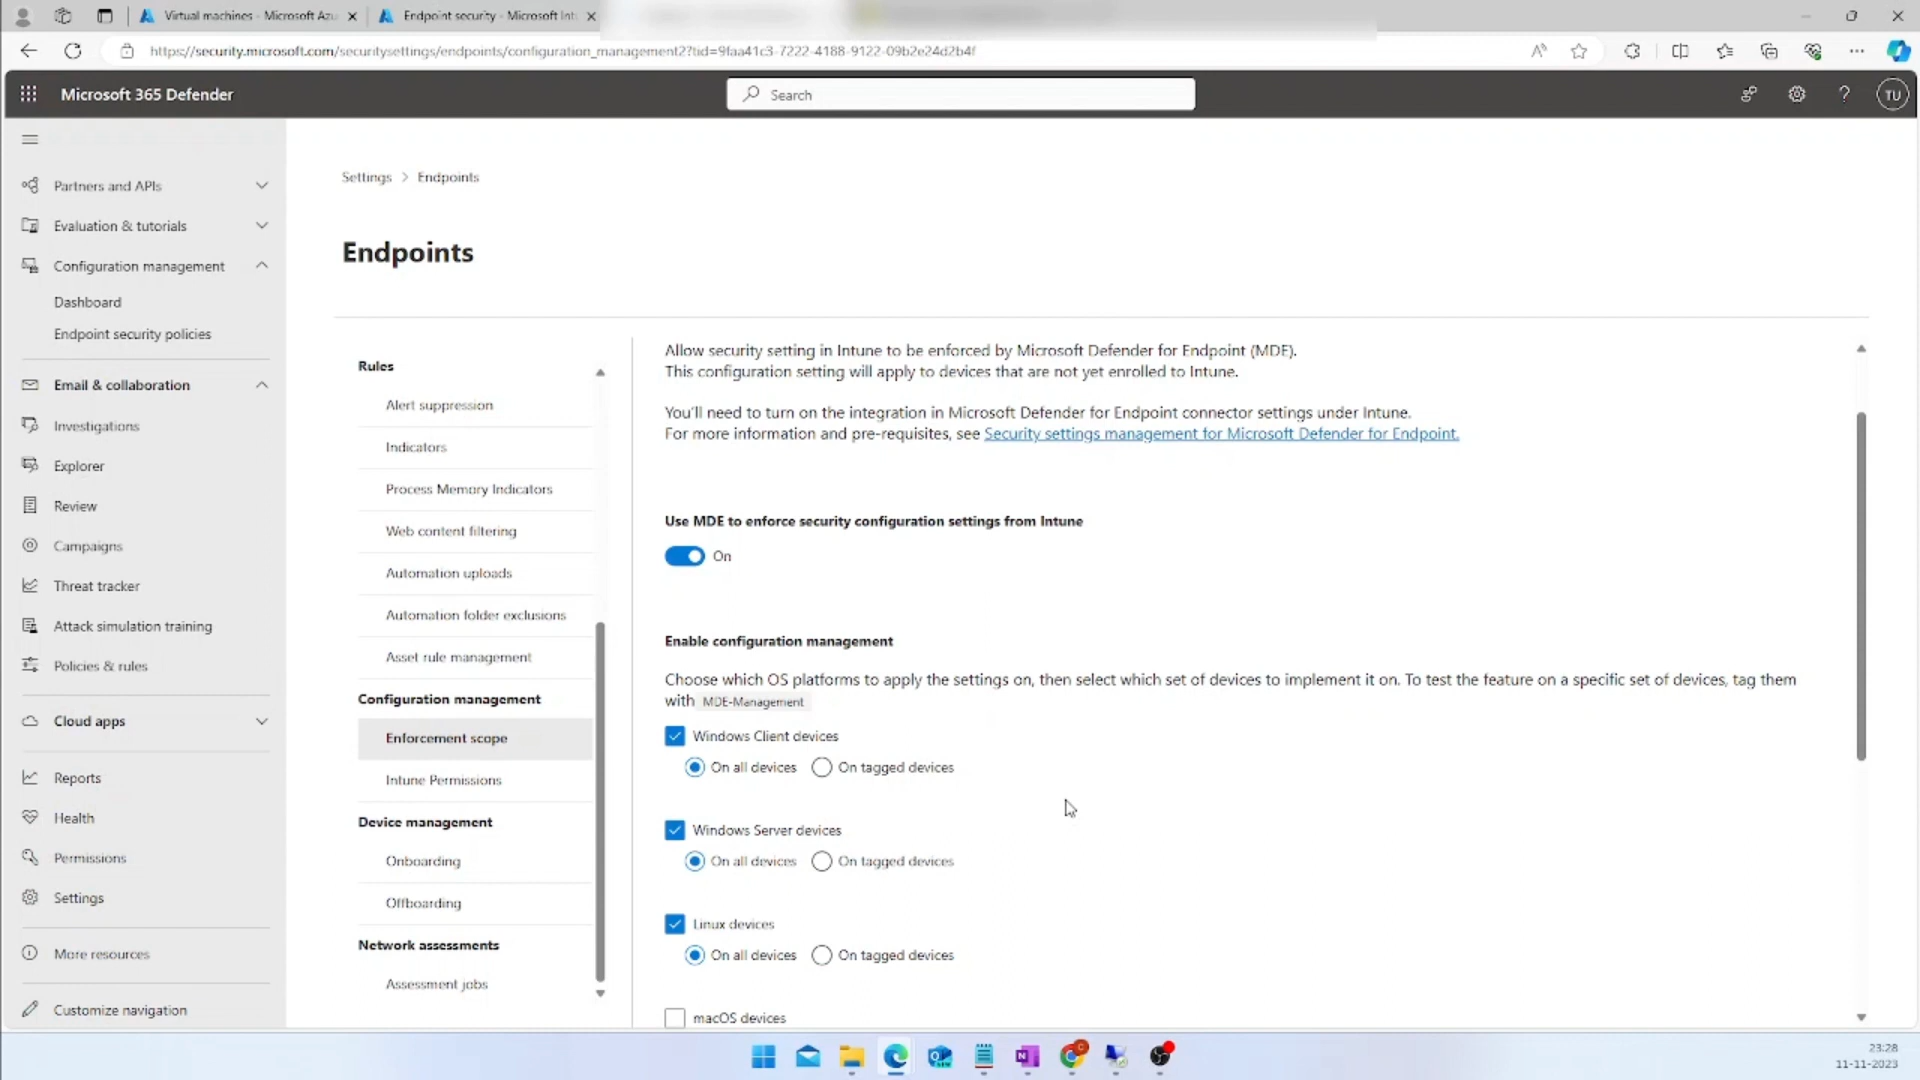 Virtual machines - Microsoft Azu
Endpoint security - Microsoft Int
https://security.microsoft.com/securitysettings/endpoints/configuration_management2?tid=9faa41c3-7222-4188-9122-09b2e24d2b4f
Microsoft 365 Defender
Search
TU
Partners and APIs
Evaluation & tutorials
Configuration management
Dashboard
Endpoint security policies
Email & collaboration
Investigations
Explorer
Review
Campaigns
Threat tracker
Attack simulation training
Policies & rules
Cloud apps
Reports
Health
Permissions
Settings
More resources
Customize navigation
Settings > Endpoints
Endpoints
Rules
Alert suppression
Indicators
Process Memory Indicators
Web content filtering
Automation uploads
Automation folder exclusions
Asset rule management
Configuration management
Enforcement scope
Intune Permissions
Device management
Onboarding
Offboarding
Network assessments
Assessment jobs
Allow security setting in Intune to be enforced by Microsoft Defender for Endpoint (MDE).
This configuration setting will apply to devices that are not yet enrolled to Intune.
You'll need to turn on the integration in Microsoft Defender for Endpoint connector settings under Intune.
For more information and pre-requisites, see Security settings management for Microsoft Defender for Endpoint.
Use MDE to enforce security configuration settings from Intune
On
Enable configuration management
Choose which OS platforms to apply the settings on, then select which set of devices to implement it on. To test the feature on a specific set of devices, tag them
with MDE-Management
Windows Client devices
On all devices On tagged devices
Windows Server devices
On all devices On tagged devices
Linux devices
On all devices On tagged devices
macOS devices
23:28
11-11-2023